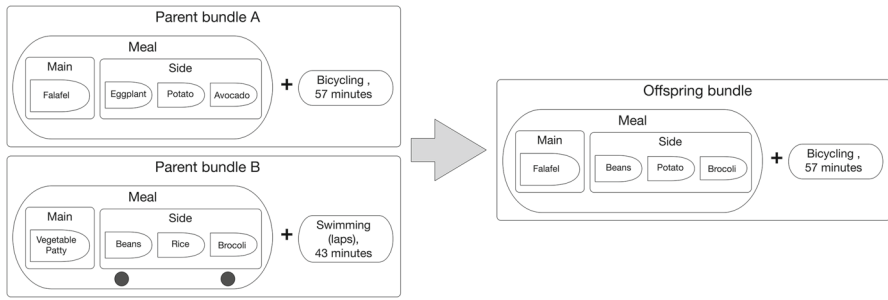 Parent bundle A
Meal
Main
Side
Falafel
Eggplant
Potato
Avocado
+
Bicycling ,
57 minutes
Parent bundle B
Meal
Main
Side
Vegetable
Patty
Beans
Rice
Brocoli
+
Swimming
(laps),
43 minutes
Offspring bundle
Meal
Main
Side
Falafel
Beans
Potato
Brocoli
+
Bicycling ,
57 minutes